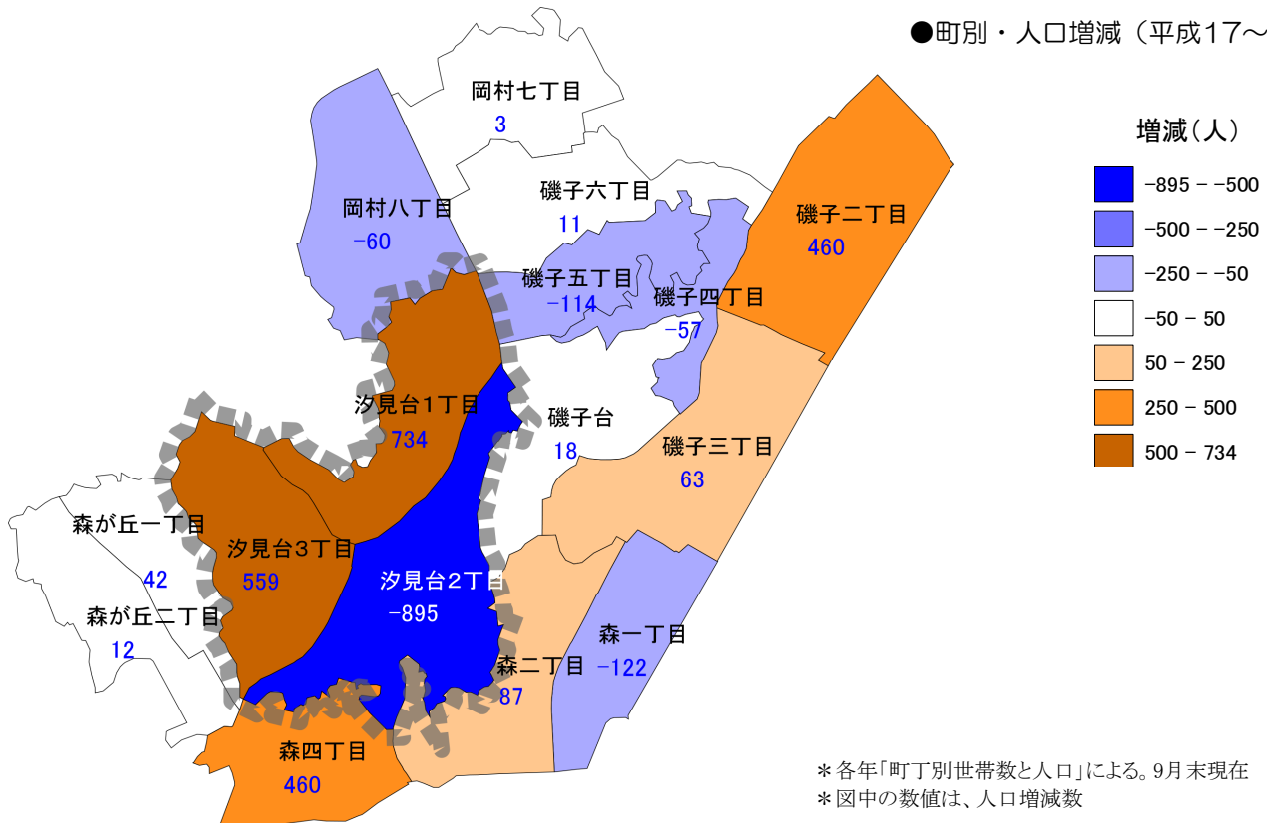 ●町別・人口増減（平成17～
岡村七丁目
3
増減（人）
-895 - -500
-500 - -250
-250 - -50
-50 - 50
50 - 250
250 - 500
500 - 734
磯子六丁目
11
岡村八丁目
-60
磯子二丁目
460
磯子五丁目
-114
磯子四丁目
-57
汐見台1丁目
734
磯子台
18
磯子三丁目
63
森が丘一丁目
42
汐見台3丁目
559
汐見台2丁目
-895
森が丘二丁目
12
森一丁目
-122
森二丁目
87
森四丁目
460
＊各年「町丁別世帯数と人口」による。9月末現在
＊図中の数値は、人口増減数